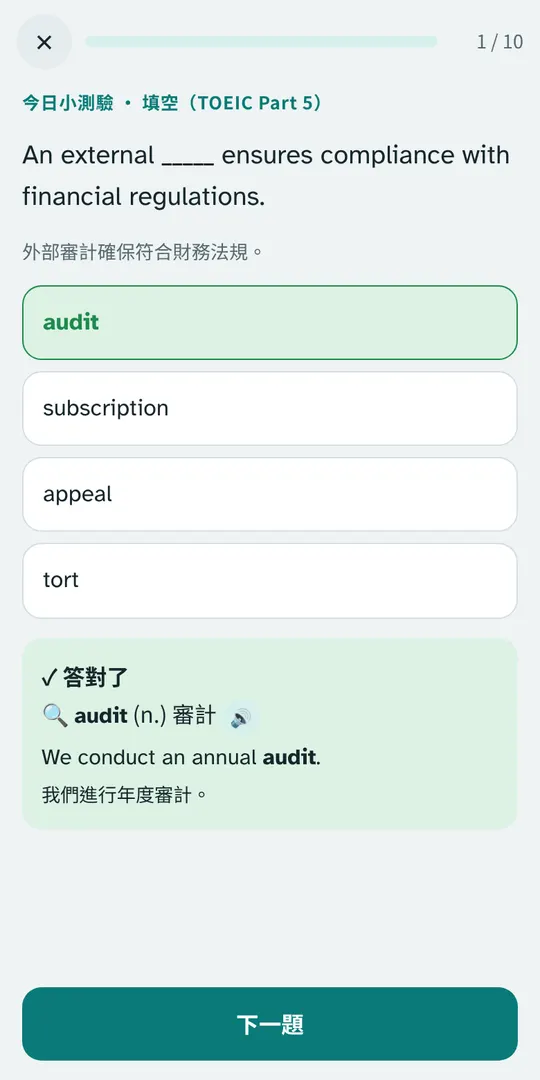 ✕ 1 / 10
今日小測驗 • 填空（TOEIC Part 5）
An external _____ ensures compliance with
financial regulations.
外部審計確保符合財務法規。
audit
subscription
appeal
tort
✓ 答對了
🔍 audit (n.) 審計 🔊
We conduct an annual audit.
我們進行年度審計。
下一題